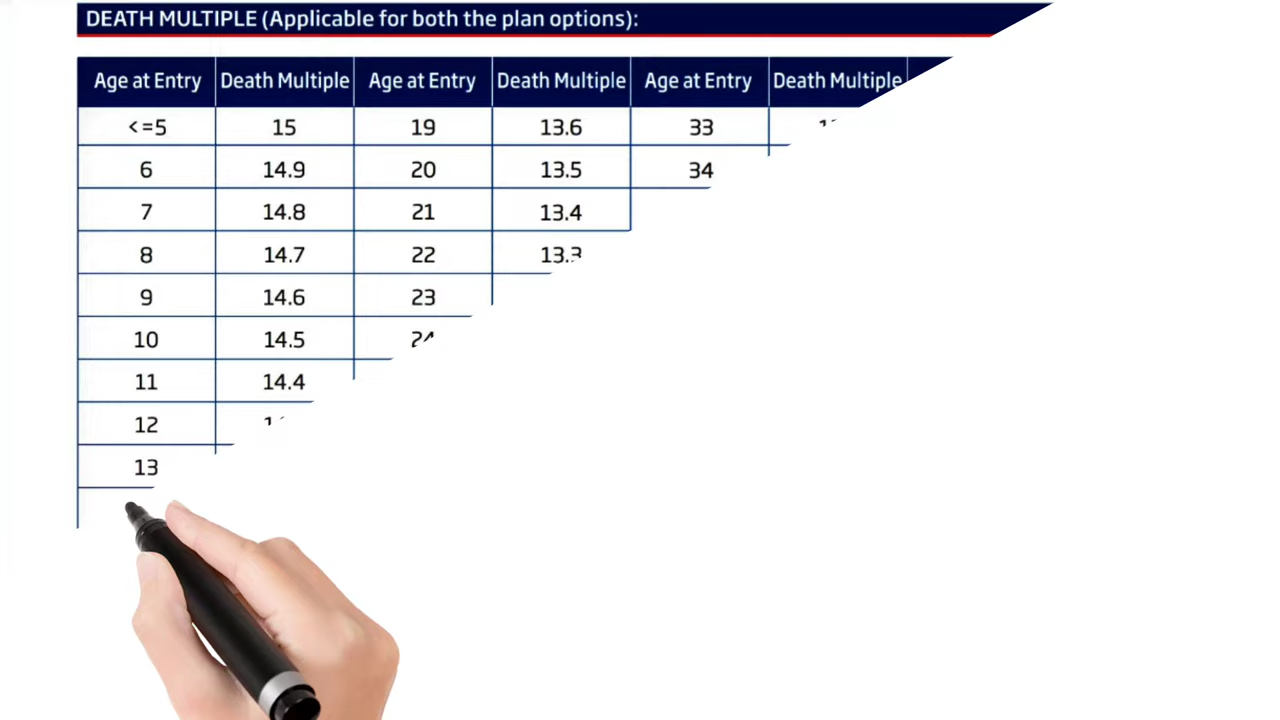 DEATH MULTIPLE (Applicable for both the plan options):
Age at Entry Death Multiple Age at Entry Death Multiple Age at Entry Death Multiple
<=5 15 19 13.6 33
6 14.9 20 13.5 34
7 14.8 21 13.4
8 14.7 22 13.3
9 14.6 23
10 14.5 24
11 14.4
12
13